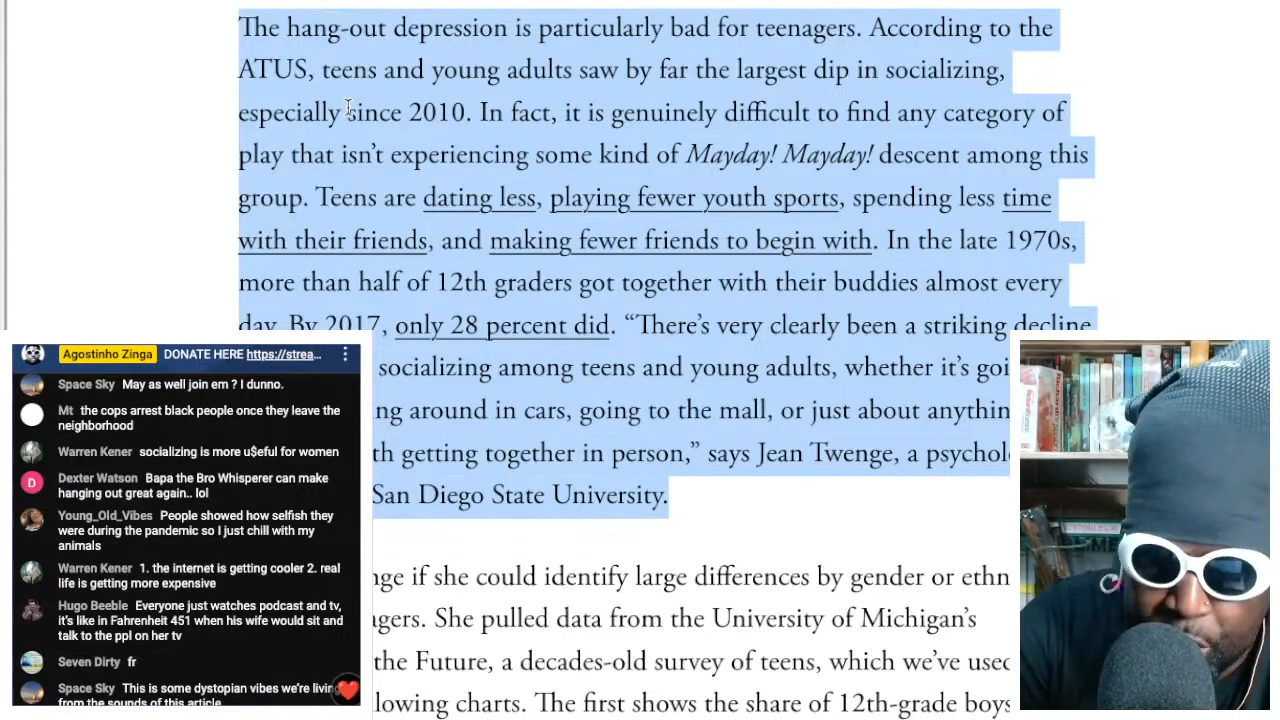 The hang-out depression is particularly bad for teenagers. According to the
ATUS, teens and young adults saw by far the largest dip in socializing,
especially since 2010. In fact, it is genuinely difficult to find any category of
play that isn't experiencing some kind of Mayday! Mayday! descent among this
group. Teens are dating less, playing fewer youth sports, spending less time
with their friends, and making fewer friends to begin with. In the late 1970s,
more than half of 12th graders got together with their buddies almost every
day. By 2017, only 28 percent did. “There's very clearly been a striking decline
socializing among teens and young adults, whether it's goi
ng around in cars, going to the mall, or just about anythin
th getting together in person,” says Jean Twenge, a psychol
San Diego State University.
nge if she could identify large differences by gender or ethn
agers. She pulled data from the University of Michigan's
the Future, a decades-old survey of teens, which we've used
llowing charts. The first shows the share of 12th-grade boys
Agostinho Zinga DONATE HERE https://strea...
Space Sky May as well join em ? I dunno.
Mt the cops arrest black people once they leave the
neighborhood
Warren Kener socializing is more u$eful for women
D Dexter Watson Bapa the Bro Whisperer can make
hanging out great again.. lol
Young_Old_Vibes People showed how selfish they
were during the pandemic so I just chill with my
animals
Warren Kener 1. the internet is getting cooler 2. real
life is getting more expensive
Hugo Beeble Everyone just watches podcast and tv,
it's like in Fahrenheit 451 when his wife would sit and
talk to the ppl on her tv
Seven Dirty fr
Space Sky This is some dystopian vibes we're livin
from the sounds of this article